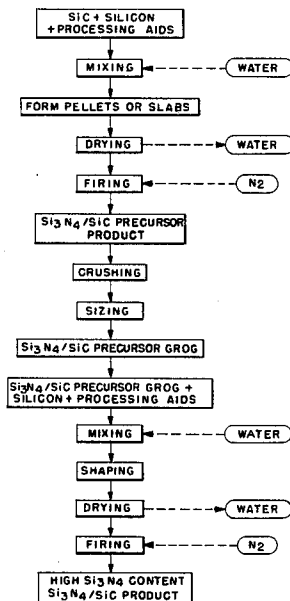 SiC + SILICON
+PROCESSING AIDS
MIXING
WATER
FORM PELLETS OR SLABS
DRYING
WATER
FIRING
N2
Si3N4/SiC PRECURSOR
PRODUCT
CRUSHING
SIZING
Si3N4/SiC PRECURSOR GROG
Si3N4/SiC PRECURSOR GROG +
SILICON+ PROCESSING AIDS
MIXING
WATER
SHAPING
DRYING
WATER
FIRING
N2
HIGH Si3N4 CONTENT
Si3N4/SiC PRODUCT